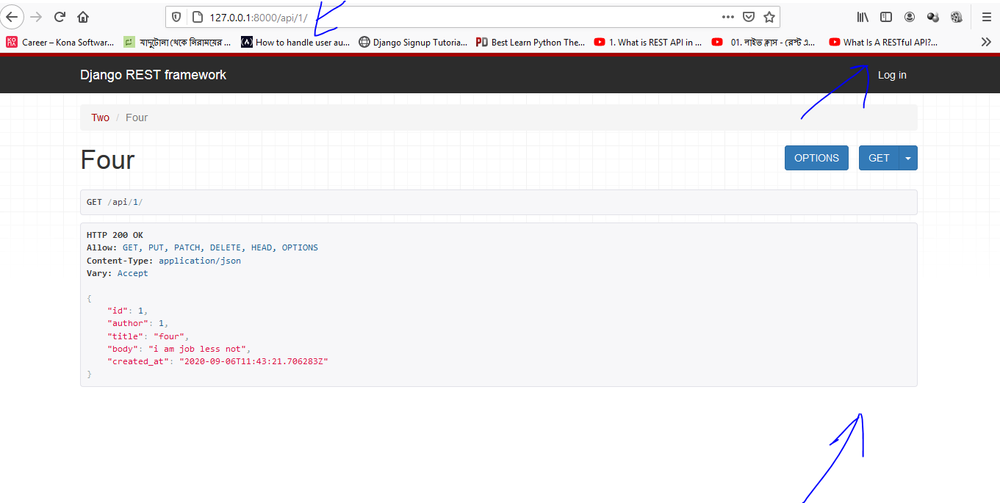 127.0.0.1:8000/api/1/
Career – Kona Softwar... যাদুটোনা থেকে নিরাময়ের ... How to handle user au... Django Signup Tutoria... Best Learn Python The... 1. What is REST API in ... 01. লাইভ ক্লাস - রেস্ট এ... What Is A RESTful API?...
Django REST framework Log in
Two / Four
Four OPTIONS GET
GET /api/1/
HTTP 200 OK
Allow: GET, PUT, PATCH, DELETE, HEAD, OPTIONS
Content-Type: application/json
Vary: Accept
{
"id": 1,
"author": 1,
"title": "four",
"body": "i am job less not",
"created_at": "2020-09-06T11:43:21.706283Z"
}